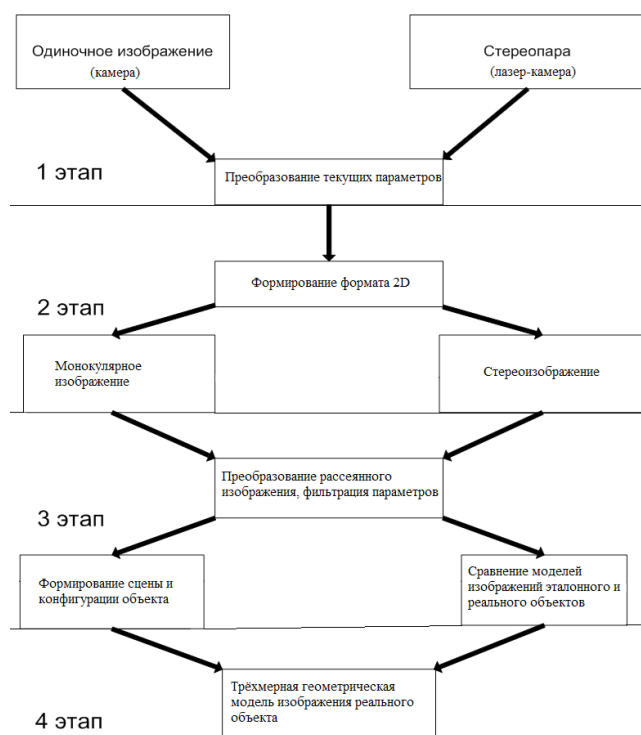 Одиночное изображение
(камера)
Стереопара
(лазер-камера)
1 этап
Преобразование текущих параметров
Формирование формата 2D
2 этап
Монокулярное
изображение
Стереоизображение
Преобразование рассеянного
изображения, фильтрация параметров
3 этап
Формирование сцены и
конфигурации объекта
Сравнение моделей
изображений эталонного и
реального объектов
Трёхмерная геометрическая
модель изображения реального
объекта
4 этап